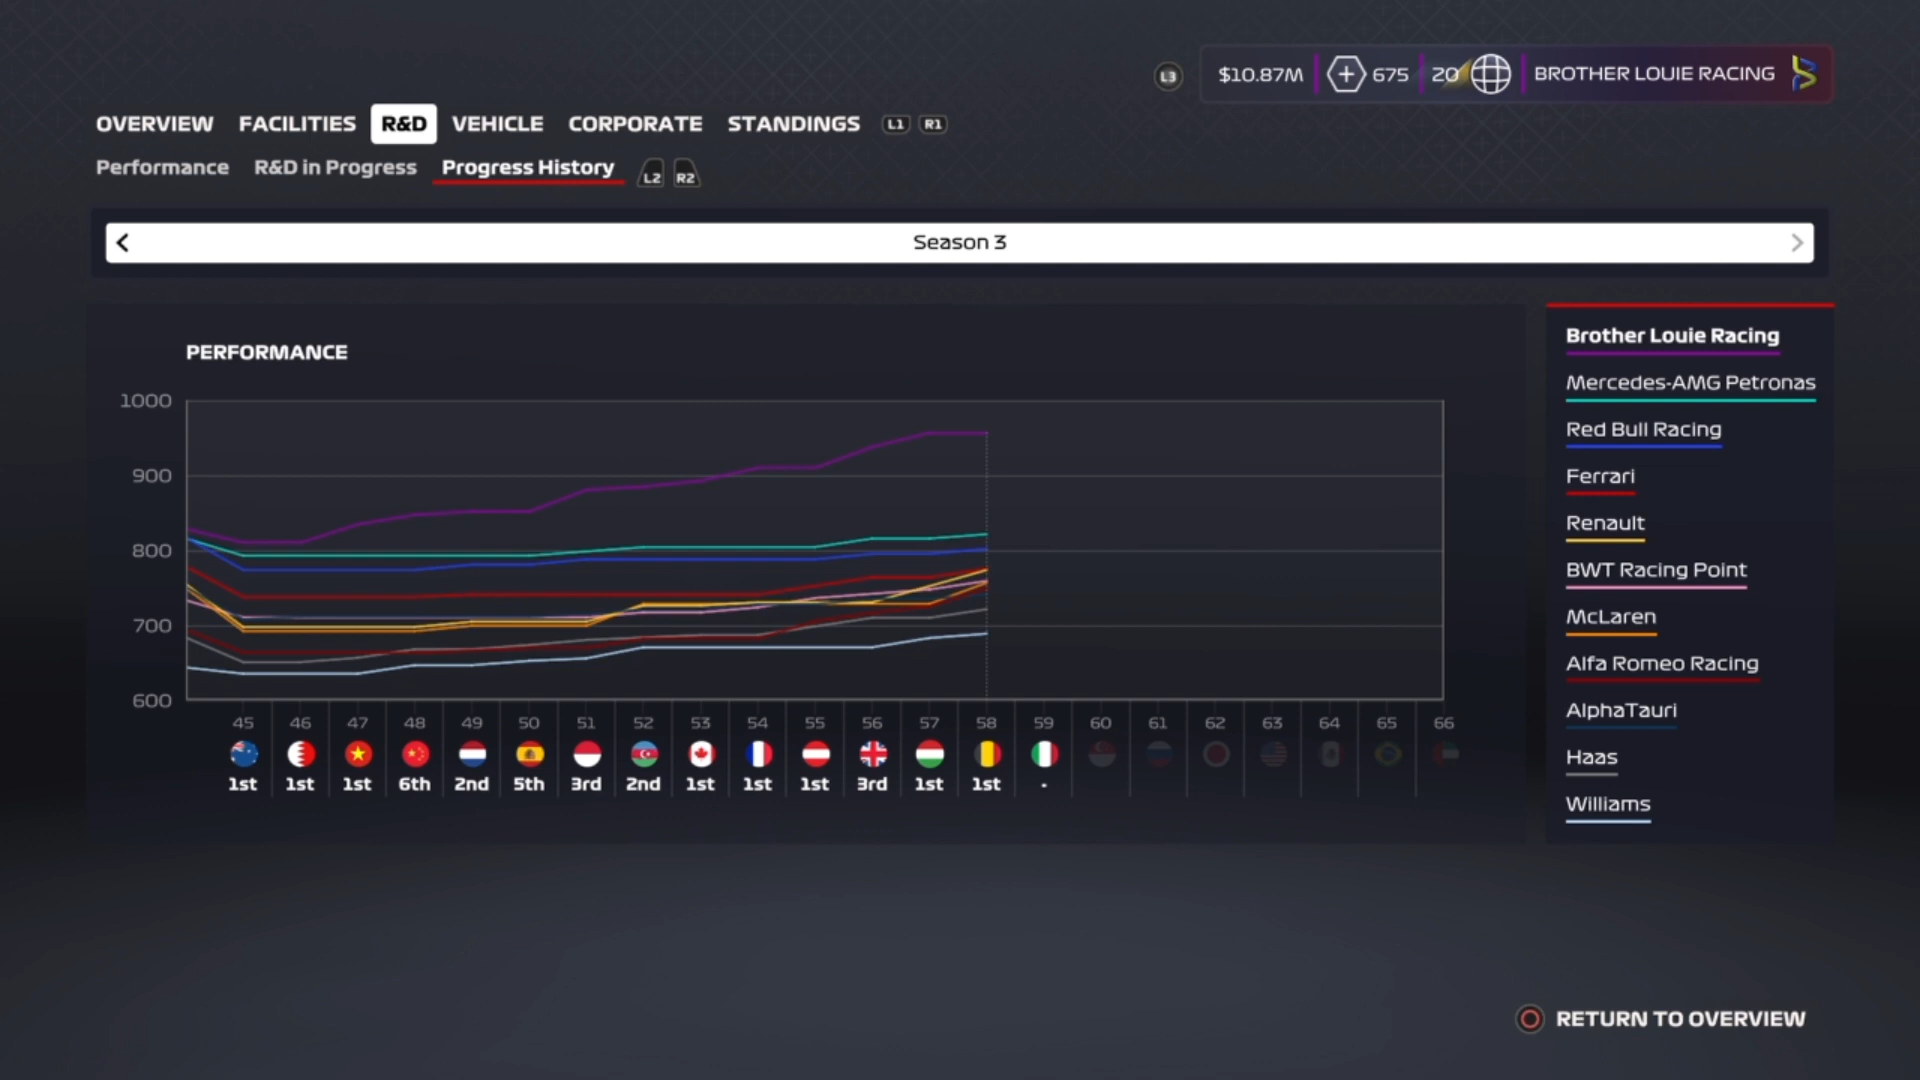 L3 $10.87M 675 20 BROTHER LOUIE RACING
OVERVIEW FACILITIES R&D VEHICLE CORPORATE STANDINGS L1 R1
Performance R&D in Progress Progress History L2 R2
Season 3
PERFORMANCE
1000
900
800
700
600
45 46 47 48 49 50 51 52 53 54 55 56 57 58 59 60 61 62 63 64 65 66
1st 1st 1st 6th 2nd 5th 3rd 2nd 1st 1st 1st 3rd 1st 1st -
Brother Louie Racing
Mercedes-AMG Petronas
Red Bull Racing
Ferrari
Renault
BWT Racing Point
McLaren
Alfa Romeo Racing
AlphaTauri
Haas
Williams
RETURN TO OVERVIEW